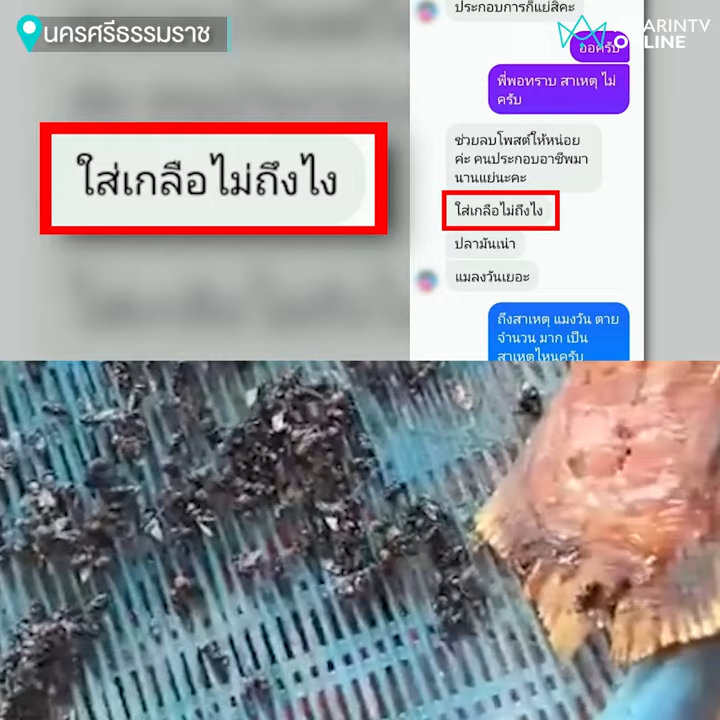 นครศรีธรรมราช
ใส่เกลือไม่ถึงไง
ประกอบการก็แย่สิคะ
ARINTV
ONLINE
อ๋อครับ
พี่พอทราบ สาเหตุ ไม่
ครับ
ช่วยลบโพสต์ให้หน่อย
ค่ะ คนประกอบอาชีพมา
นานแย่นะคะ
ใส่เกลือไม่ถึงไง
ปลามันเน่า
แมลงวันเยอะ
ถึงสาเหตุ แมงวัน ตาย
จำนวน มาก เป็น
สาเหตุไหนครับ